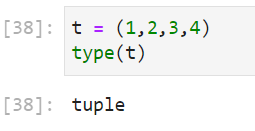 [38]: t = (1,2,3,4)
type(t)
[38]: tuple